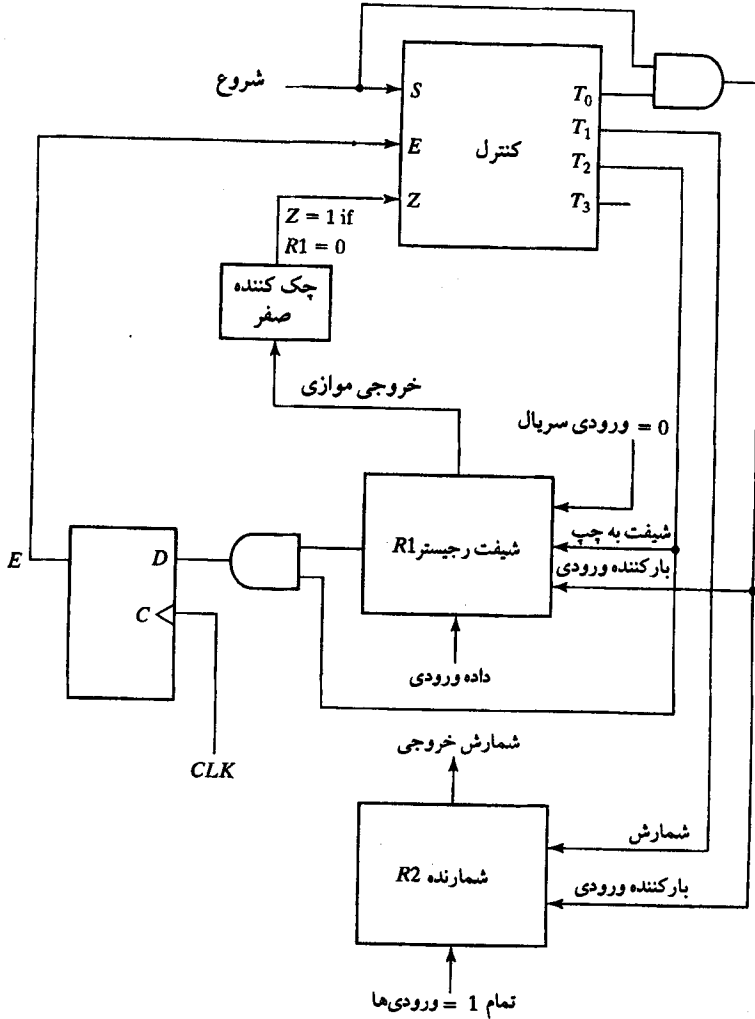 شروع
S
T0
T1
E
کنترل
T2
Z
T3
Z = 1 if
R1 = 0
چک کننده
صفر
خروجی موازی
ورودی سریال = 0
شیفت به چپ
شیفت رجیستر R1
بارکننده ورودی
E
D
C
داده ورودی
CLK
شمارش خروجی
شمارش
شمارنده R2
بارکننده ورودی
تمام ورودی‌ها = 1